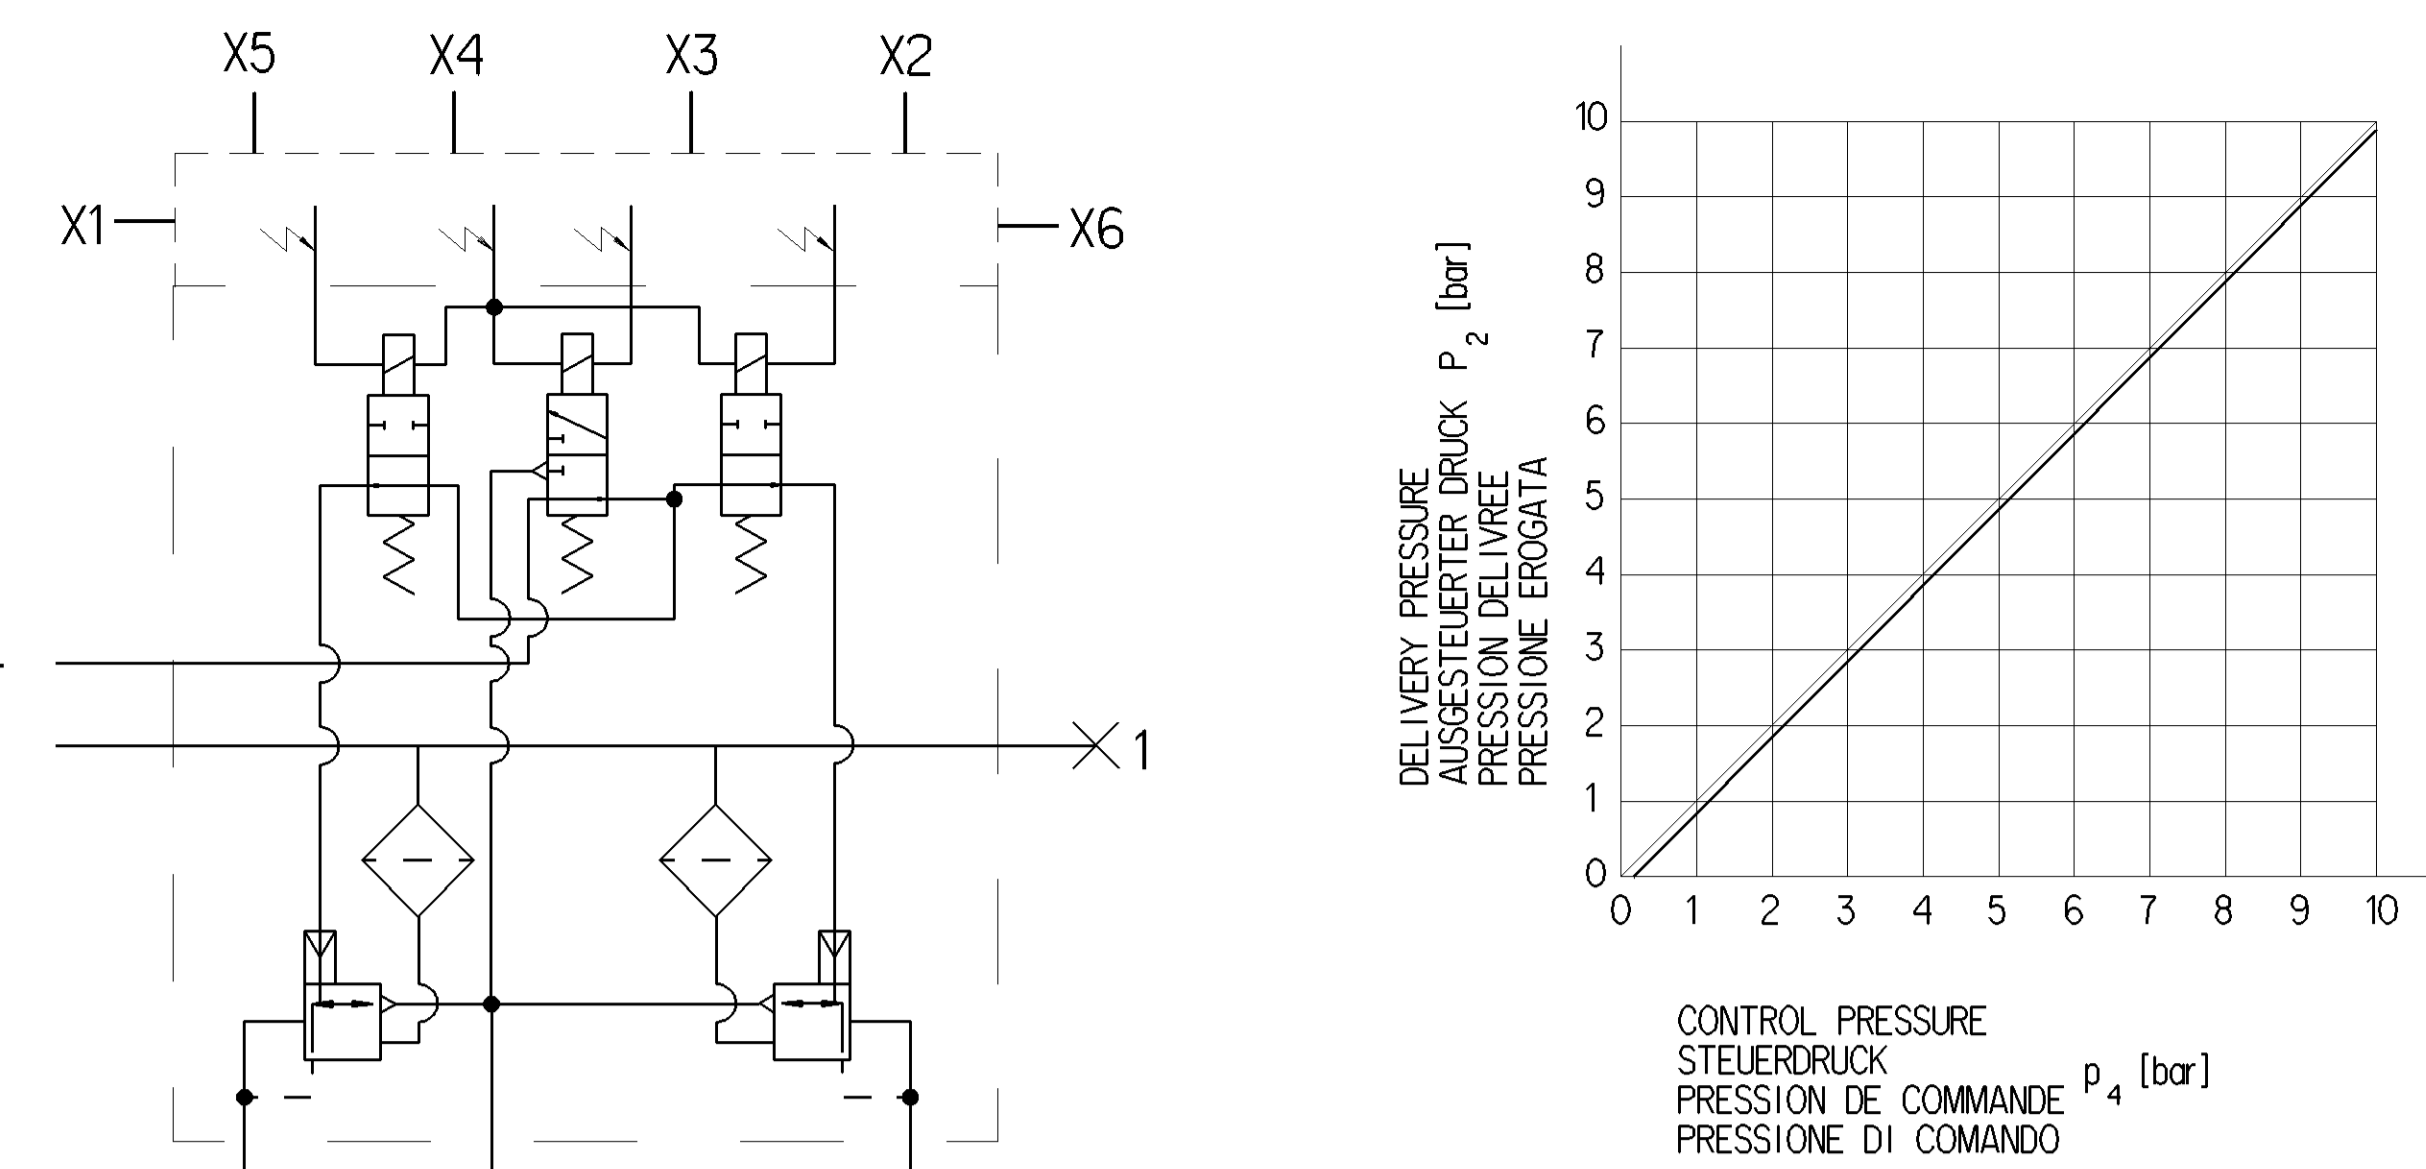 X5 X4 X3 X2
X1
X6
1
DELIVERY PRESSURE
AUSGESTEUERTER DRUCK P2 [bar]
PRESSION DELIVREE
PRESSIONE EROGATA
10
9
8
7
6
5
4
3
2
1
0
0 1 2 3 4 5 6 7 8 9 10
CONTROL PRESSURE
STEUERDRUCK
PRESSION DE COMMANDE p4 [bar]
PRESSIONE DI COMANDO